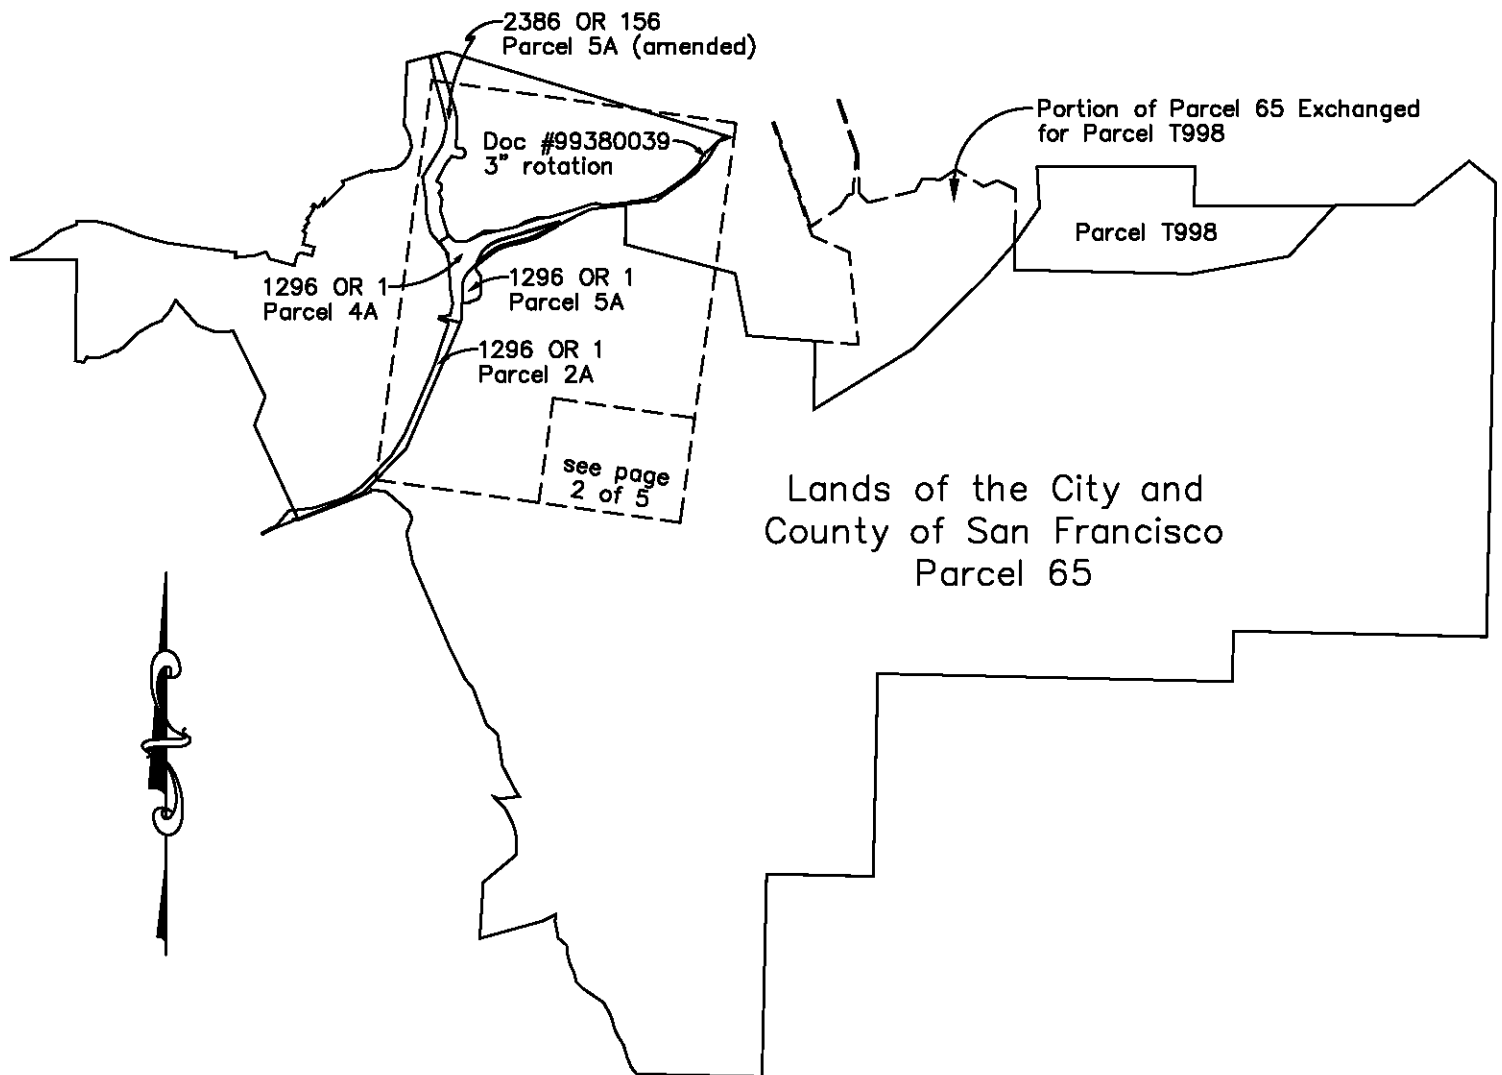 2386 OR 156
Parcel 5A (amended)
Portion of Parcel 65 Exchanged
for Parcel T998
Doc #99380039
3" rotation
Parcel T998
1296 OR 1
Parcel 4A
1296 OR 1
Parcel 5A
1296 OR 1
Parcel 2A
see page
2 of 5
Lands of the City and
County of San Francisco
Parcel 65